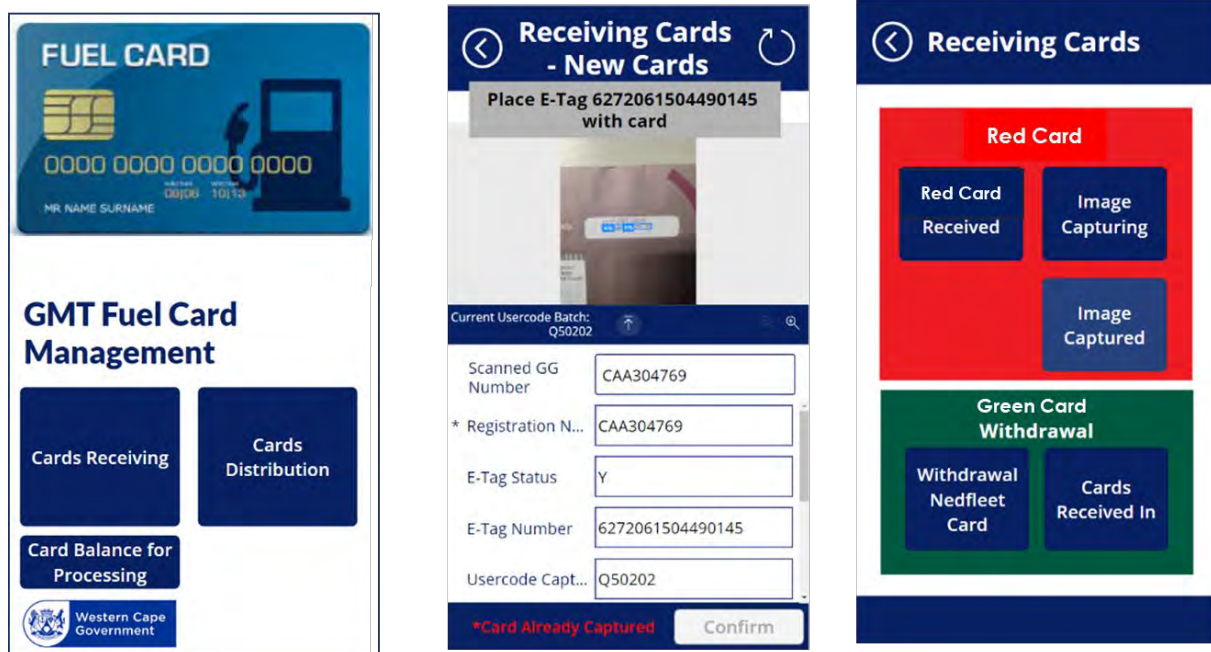 FUEL CARD
0000 0000 0000 0000
10|13
MR NAME SURNAME
GMT Fuel Card
Management
Cards Receiving
Cards
Distribution
Card Balance for
Processing
Western Cape
Government
Receiving Cards
- New Cards
Place E-Tag 6272061504490145
with card
Current Usercode Batch:
Q50202
Scanned GG
Number
CAA304769
* Registration N...
CAA304769
E-Tag Status
Y
E-Tag Number
6272061504490145
Usercode Capt...
Q50202
*Card Already Captured
Confirm
Receiving Cards
Red Card
Red Card
Received
Image
Capturing
Image
Captured
Green Card
Withdrawal
Withdrawal
Nedfleet
Card
Cards
Received In